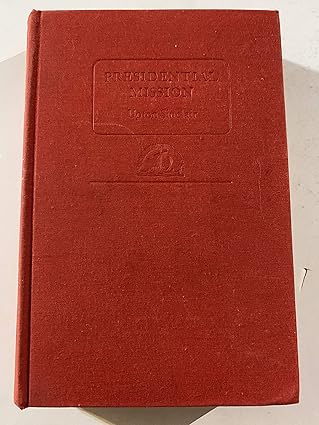 PRESIDENTIAL
MISSION
Upton Sinclair